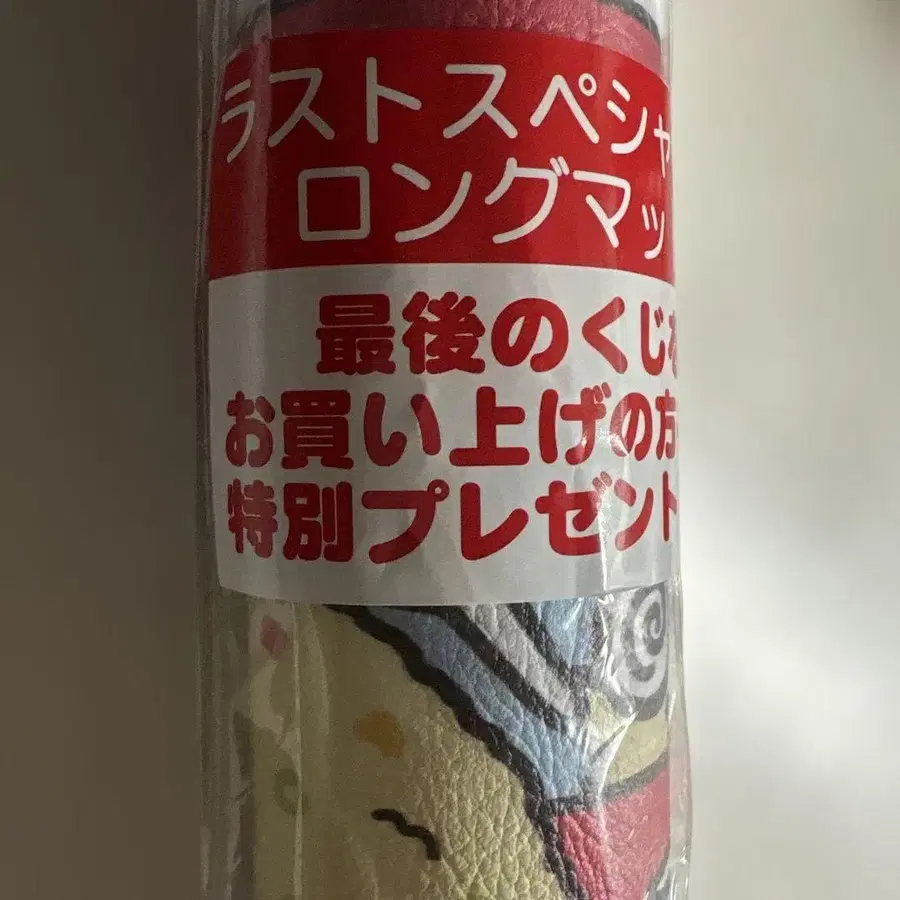 ラストスペシャ
ロングマッ
最後のくじ
お買い上げの方
特別プレゼント